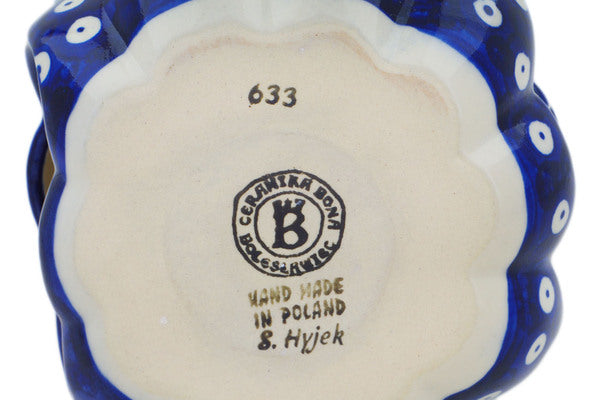 633
CERAMIKA BONA
B
BOLESŁAWIEC
HAND MADE
IN POLAND
S. Hyjek